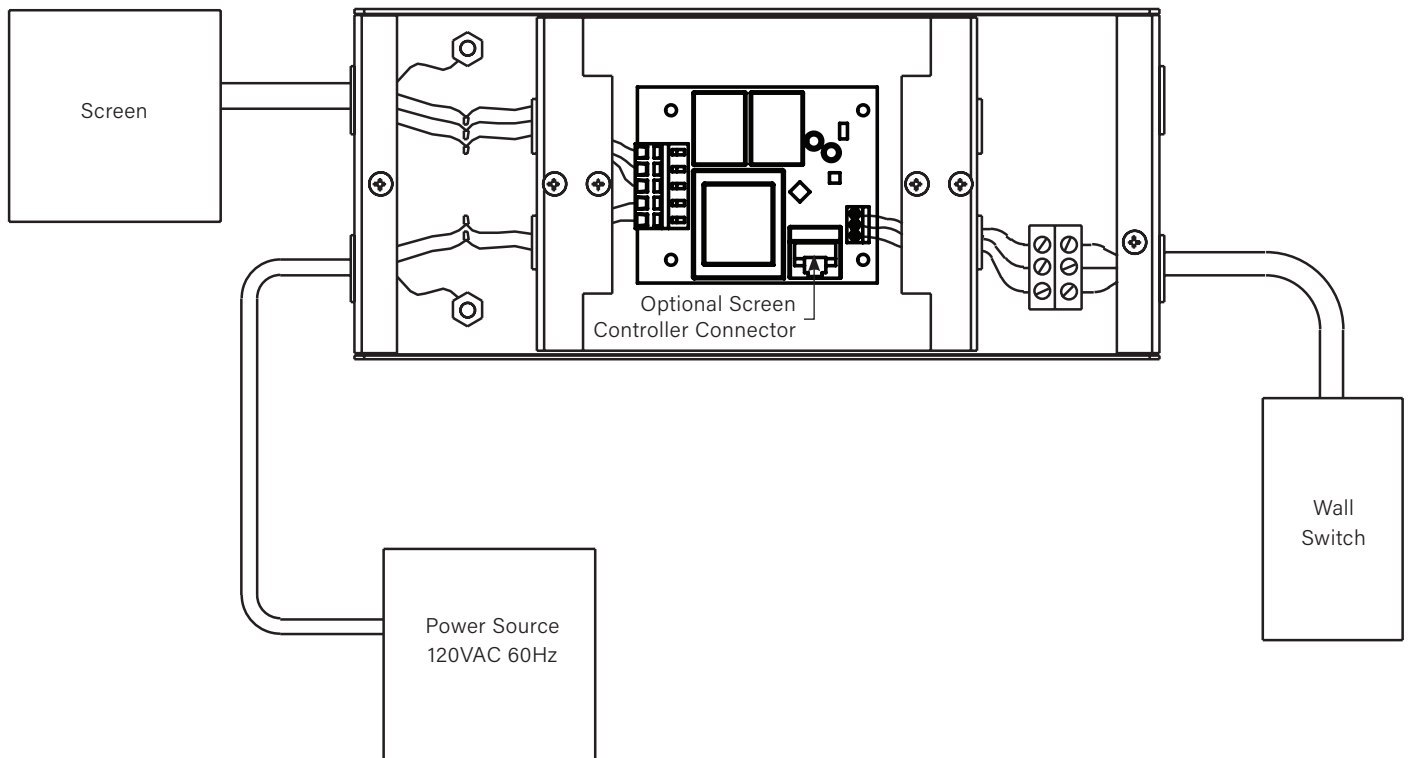 Screen
Optional Screen
Controller Connector
Power Source
120VAC 60Hz
Wall
Switch